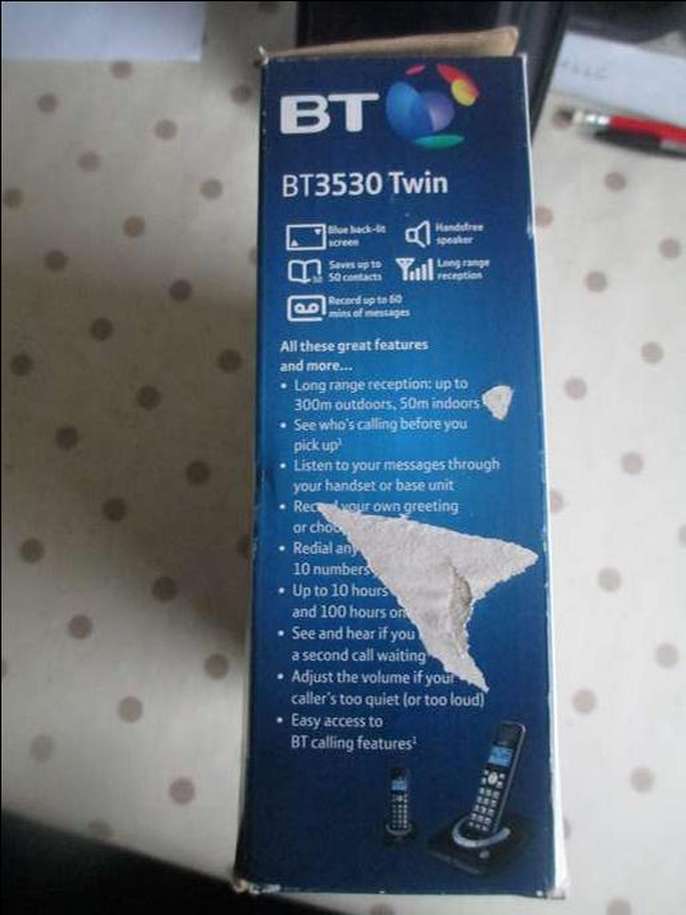 BT
BT3530 Twin
Blue back-lit
screen
Handsfree
speaker
Saves up to
50 contacts
Long range
reception
Record up to 60
mins of messages
All these great features
and more...
• Long range reception: up to
300m outdoors, 50m indoors
• See who's calling before you
pick up¹
• Listen to your messages through
your handset or base unit
• Record your own greeting
or
• Redial any
10 numbers
• Up to 10 hours
and 100 hours on
• See and hear if you
a second call waiting
• Adjust the volume if your
caller's too quiet (or too loud)
• Easy access to
BT calling features¹